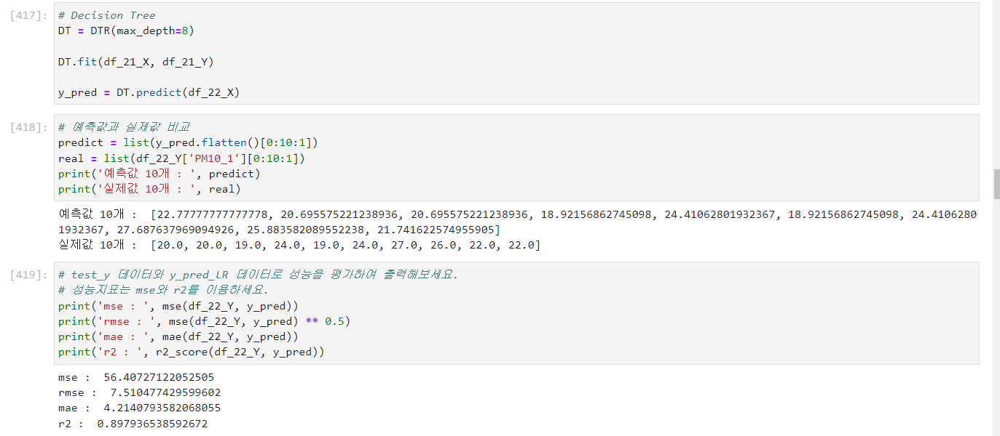 [417]:
# Decision Tree
DT = DTR(max_depth=8)
DT.fit(df_21_X, df_21_Y)
y_pred = DT.predict(df_22_X)
[418]:
# 예측값과 실제값 비교
predict = list(y_pred.flatten()[0:10:1])
real = list(df_22_Y['PM10_1'][0:10:1])
print('예측값 10개 : ', predict)
print('실제값 10개 : ', real)
예측값 10개 :  [22.77777777777778, 20.695575221238936, 20.695575221238936, 18.92156862745098, 24.41062801932367, 18.92156862745098, 24.4106280
1932367, 27.687637969094926, 25.883582089552238, 21.741622574955905]
실제값 10개 :  [20.0, 20.0, 19.0, 24.0, 19.0, 24.0, 27.0, 26.0, 22.0, 22.0]
[419]:
# test_y 데이터와 y_pred_LR 데이터로 성능을 평가하여 출력해보세요.
# 성능지표는 mse와 r2를 이용하세요.
print('mse : ', mse(df_22_Y, y_pred))
print('rmse : ', mse(df_22_Y, y_pred) ** 0.5)
print('mae : ', mae(df_22_Y, y_pred))
print('r2 : ', r2_score(df_22_Y, y_pred))
mse :  56.40727122052505
rmse :  7.510477429599602
mae :  4.2140793582068055
r2 :  0.897936538592672